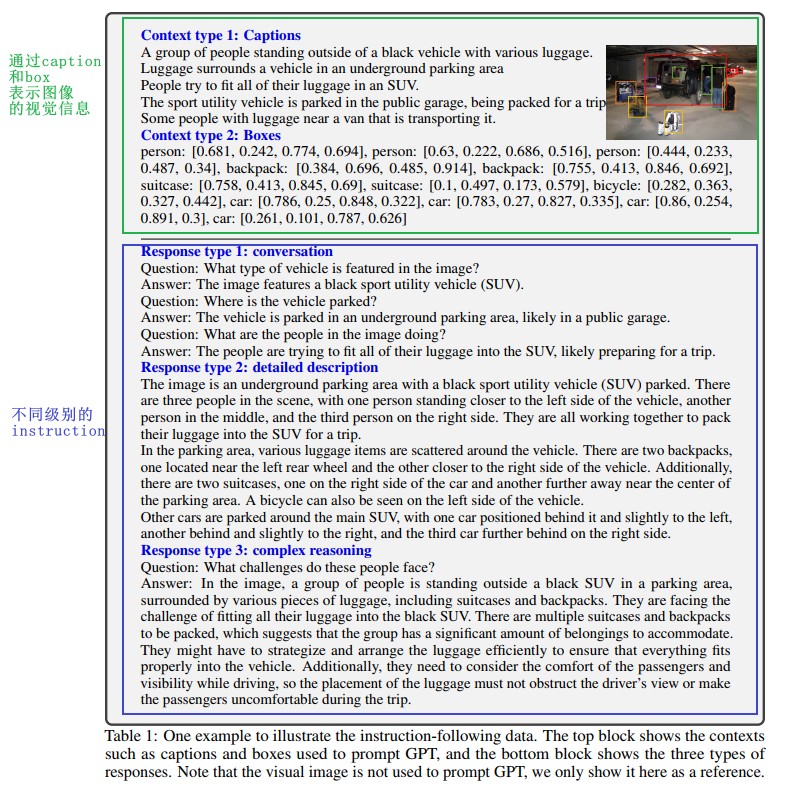 通过caption
和box
表示图像
的视觉信息
Context type 1: Captions
A group of people standing outside of a black vehicle with various luggage.
Luggage surrounds a vehicle in an underground parking area
People try to fit all of their luggage in an SUV.
The sport utility vehicle is parked in the public garage, being packed for a trip
Some people with luggage near a van that is transporting it.
Context type 2: Boxes
person: [0.681, 0.242, 0.774, 0.694], person: [0.63, 0.222, 0.686, 0.516], person: [0.444, 0.233,
0.487, 0.34], backpack: [0.384, 0.696, 0.485, 0.914], backpack: [0.755, 0.413, 0.846, 0.692],
suitcase: [0.758, 0.413, 0.845, 0.69], suitcase: [0.1, 0.497, 0.173, 0.579], bicycle: [0.282, 0.363,
0.327, 0.442], car: [0.786, 0.25, 0.848, 0.322], car: [0.783, 0.27, 0.827, 0.335], car: [0.86, 0.254,
0.891, 0.3], car: [0.261, 0.101, 0.787, 0.626]
不同级别的
instruction
Response type 1: conversation
Question: What type of vehicle is featured in the image?
Answer: The image features a black sport utility vehicle (SUV).
Question: Where is the vehicle parked?
Answer: The vehicle is parked in an underground parking area, likely in a public garage.
Question: What are the people in the image doing?
Answer: The people are trying to fit all of their luggage into the SUV, likely preparing for a trip.
Response type 2: detailed description
The image is an underground parking area with a black sport utility vehicle (SUV) parked. There
are three people in the scene, with one person standing closer to the left side of the vehicle, another
person in the middle, and the third person on the right side. They are all working together to pack
their luggage into the SUV for a trip.
In the parking area, various luggage items are scattered around the vehicle. There are two backpacks,
one located near the left rear wheel and the other closer to the right side of the vehicle. Additionally,
there are two suitcases, one on the right side of the car and another further away near the center of
the parking area. A bicycle can also be seen on the left side of the vehicle.
Other cars are parked around the main SUV, with one car positioned behind it and slightly to the left,
another behind and slightly to the right, and the third car further behind on the right side.
Response type 3: complex reasoning
Question: What challenges do these people face?
Answer: In the image, a group of people is standing outside a black SUV in a parking area,
surrounded by various pieces of luggage, including suitcases and backpacks. They are facing the
challenge of fitting all their luggage into the black SUV. There are multiple suitcases and backpacks
to be packed, which suggests that the group has a significant amount of belongings to accommodate.
They might have to strategize and arrange the luggage efficiently to ensure that everything fits
properly into the vehicle. Additionally, they need to consider the comfort of the passengers and
visibility while driving, so the placement of the luggage must not obstruct the driver's view or make
the passengers uncomfortable during the trip.
Table 1: One example to illustrate the instruction-following data. The top block shows the contexts
such as captions and boxes used to prompt GPT, and the bottom block shows the three types of
responses. Note that the visual image is not used to prompt GPT, we only show it here as a reference.